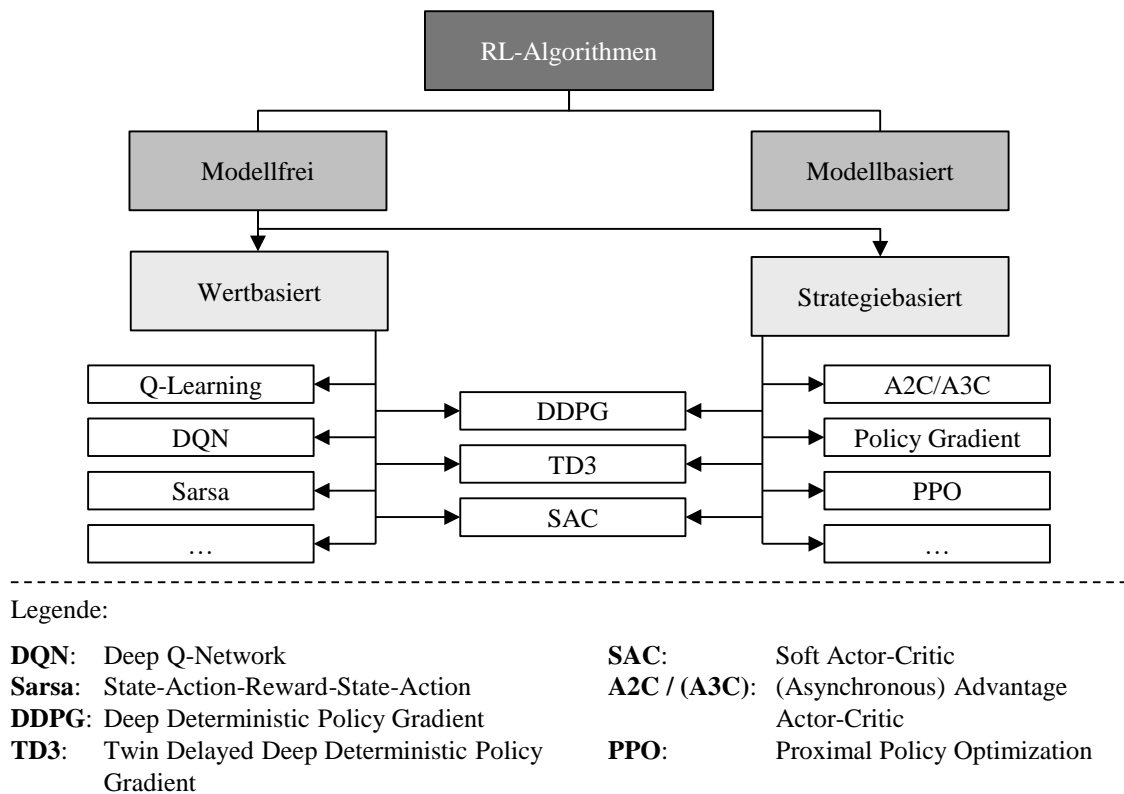 RL-Algorithmen
Modellfrei
Modellbasiert
Wertbasiert
Strategiebasiert
Q-Learning
DQN
Sarsa
…
DDPG
TD3
SAC
A2C/A3C
Policy Gradient
PPO
…
Legende:
DQN: Deep Q-Network
Sarsa: State-Action-Reward-State-Action
DDPG: Deep Deterministic Policy Gradient
TD3: Twin Delayed Deep Deterministic Policy
Gradient
SAC: Soft Actor-Critic
A2C / (A3C): (Asynchronous) Advantage
Actor-Critic
PPO: Proximal Policy Optimization